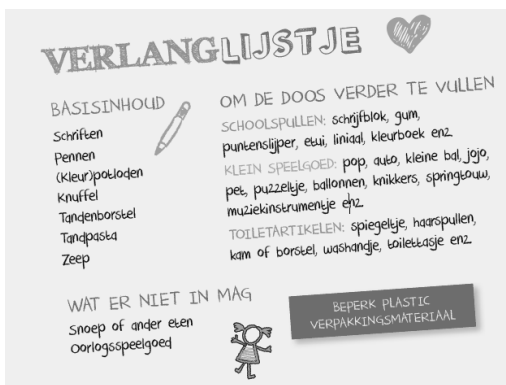 VERLANGLIJSTJE
BASISINHOUD
Schriften
Pennen
(Kleur)potloden
Knuffel
Tandenborstel
Tandpasta
Zeep
OM DE DOOS VERDER TE VULLEN
SCHOOLSPULLEN: schrijfblok, gum,
puntenslijper, etui, liniaal, kleurboek enz
KLEIN SPEELGOED: pop, auto, kleine bal, jojo,
pet, puzzeltje, ballonnen, knikkers, springtouw,
muziekinstrumentje enz
TOILETARTIKELEN: spiegeltje, haarspullen,
kam of borstel, washandje, toilettasje enz
WAT ER NIET IN MAG
Snoep of ander eten
Oorlogsspeelgoed
BEPERK PLASTIC
VERPAKKINGSMATERIAAL